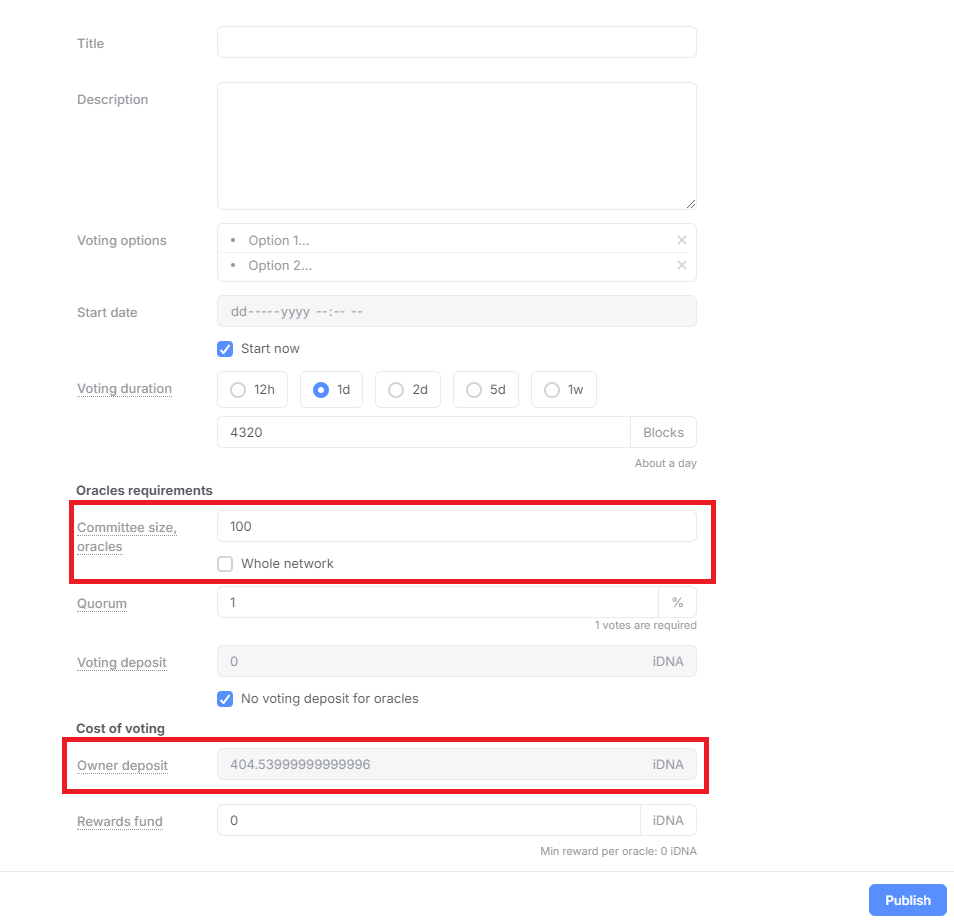 Title
Description
Voting options
Option 1...
Option 2...
Start date
dd-----yyyy --:-- --
Start now
Voting duration
12h
1d
2d
5d
1w
4320
Blocks
About a day
Oracles requirements
Committee size,
oracles
100
Whole network
Quorum
1
%
1 votes are required
Voting deposit
0
iDNA
No voting deposit for oracles
Cost of voting
Owner deposit
404.53999999999996
iDNA
Rewards fund
0
iDNA
Min reward per oracle: 0 iDNA
Publish